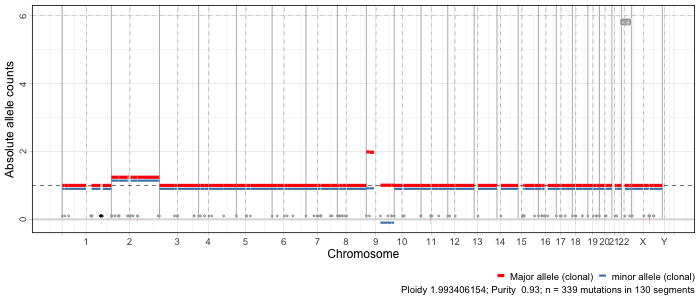 6
4
2
0
Absolute allele counts
1 2 3 4 5 6 7 8 9 10 11 12 13 14 15 16 17 18 19 20 21 22 X Y
Chromosome
Major allele (clonal) minor allele (clonal)
Ploidy 1.993406154; Purity 0.93; n = 339 mutations in 130 segments